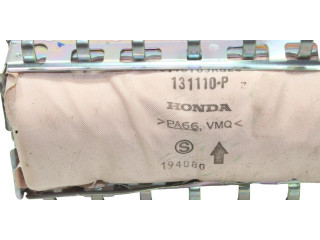 131110-P
HONDA
>PA66, VMQ<
S
194060